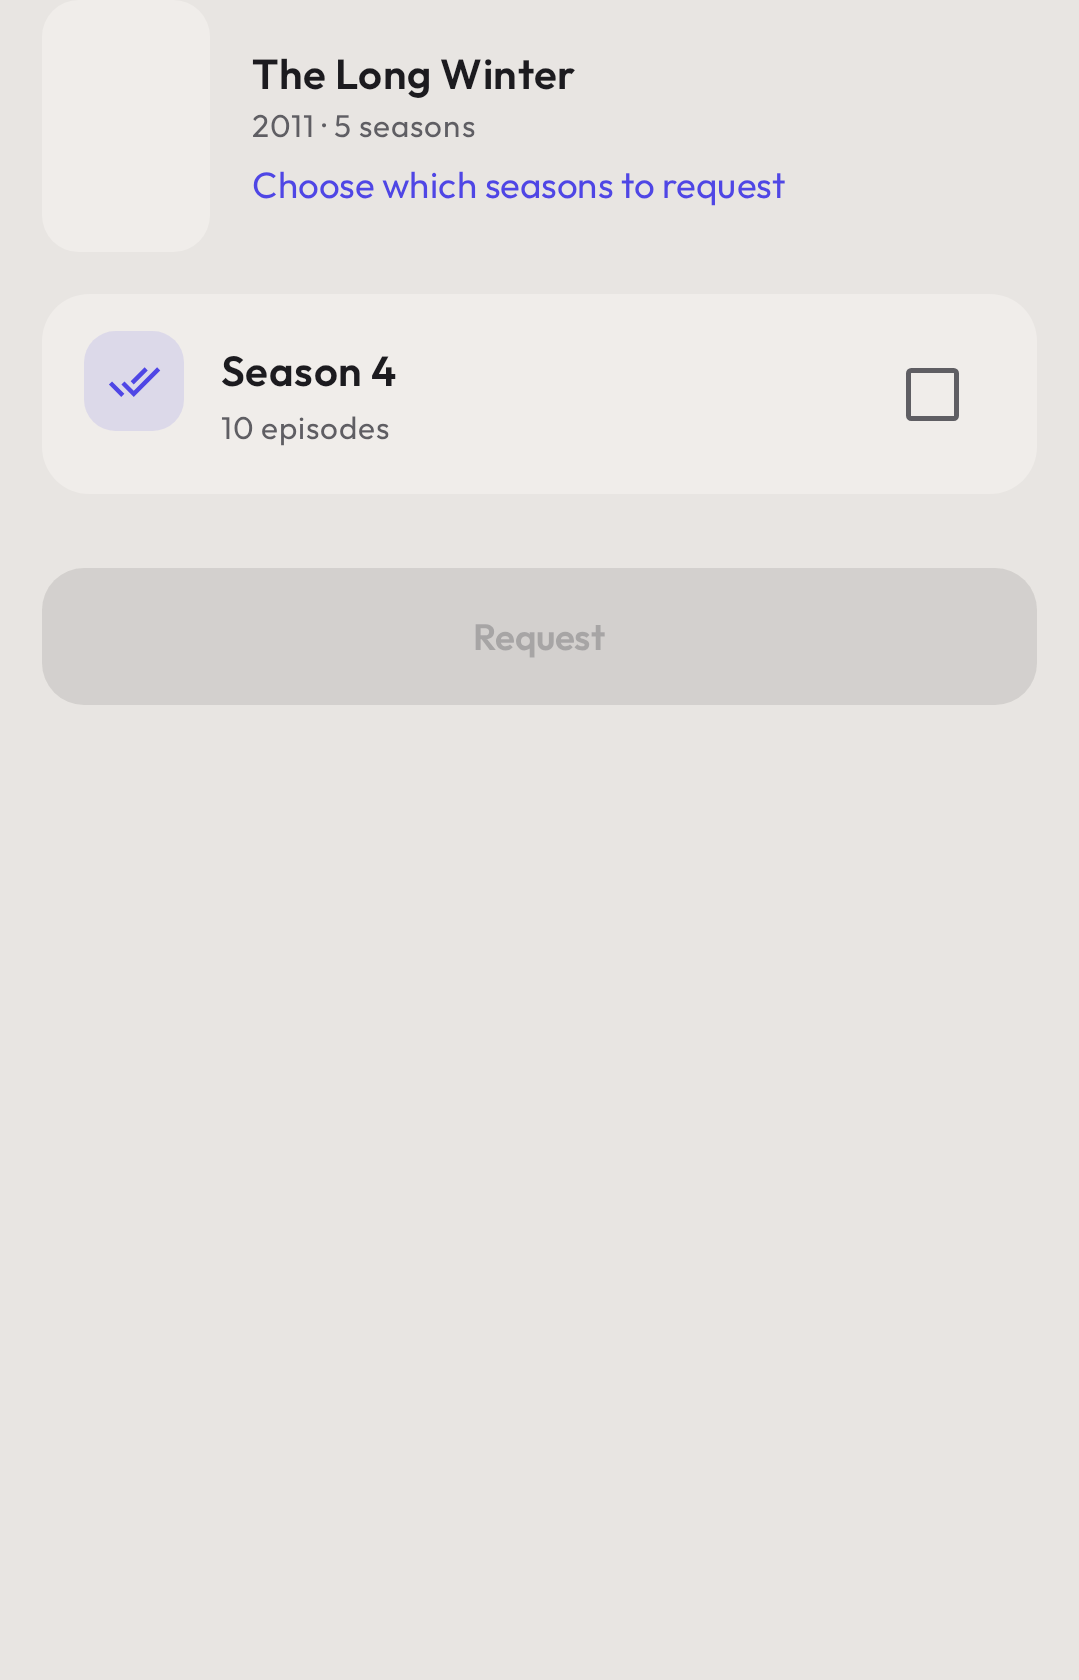 The Long Winter
2011 · 5 seasons
Choose which seasons to request
Season 4
10 episodes
Request